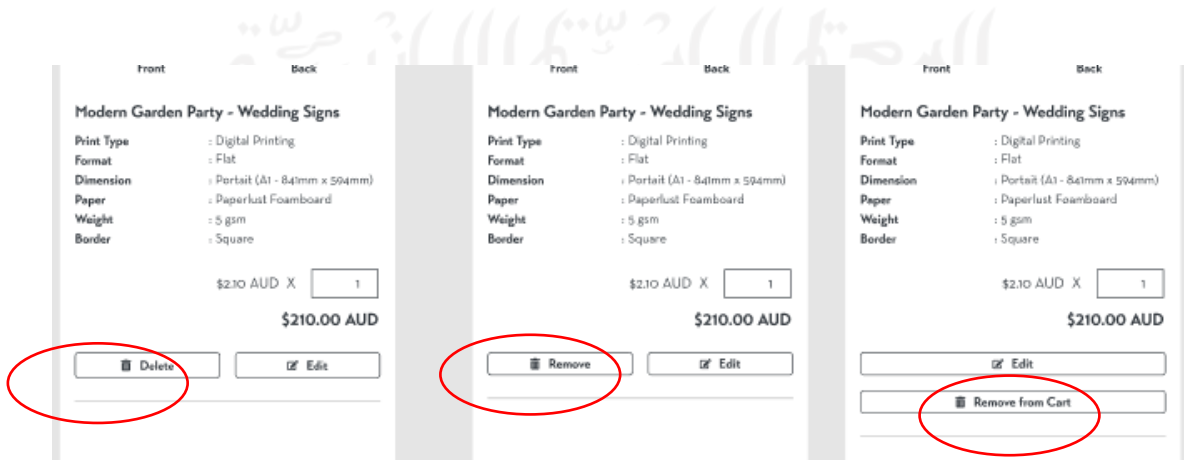 Front Back
Modern Garden Party - Wedding Signs
Print Type : Digital Printing
Format : Flat
Dimension : Portait (A1 - 841mm x 594mm)
Paper : Paperlust Foamboard
Weight : 5 gsm
Border : Square
$2.10 AUD X 1
$210.00 AUD
Delete Edit
Front Back
Modern Garden Party - Wedding Signs
Print Type : Digital Printing
Format : Flat
Dimension : Portait (A1 - 841mm x 594mm)
Paper : Paperlust Foamboard
Weight : 5 gsm
Border : Square
$2.10 AUD X 1
$210.00 AUD
Remove Edit
Front Back
Modern Garden Party - Wedding Signs
Print Type : Digital Printing
Format : Flat
Dimension : Portait (A1 - 841mm x 594mm)
Paper : Paperlust Foamboard
Weight : 5 gsm
Border : Square
$2.10 AUD X 1
$210.00 AUD
Edit
Remove from Cart